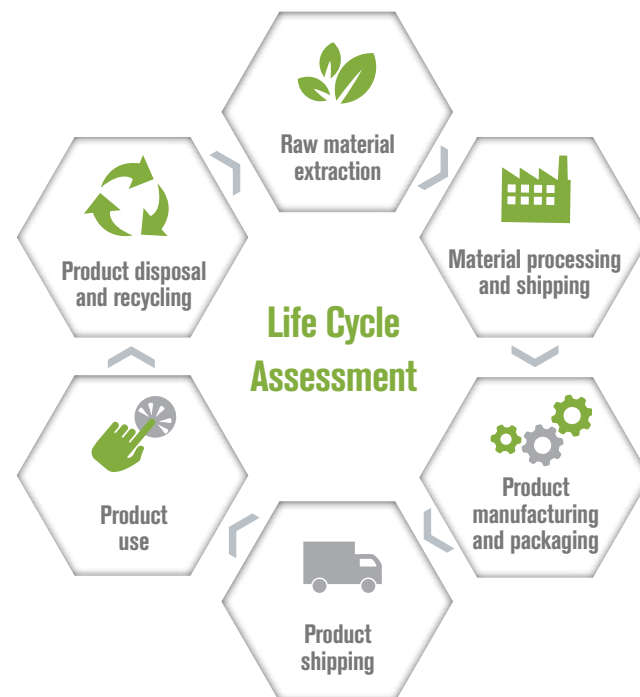 Raw material
extraction
Material processing
and shipping
Product
manufacturing
and packaging
Product
shipping
Product
use
Product disposal
and recycling
Life Cycle
Assessment